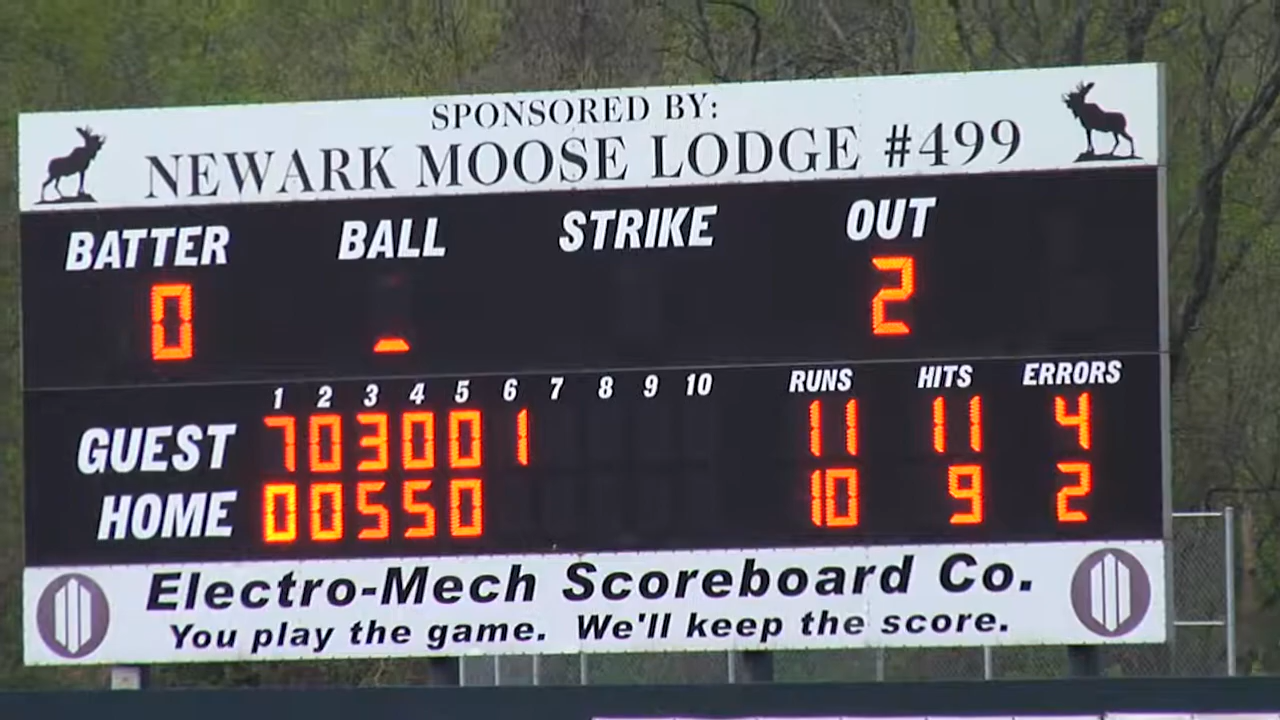 SPONSORED BY:
NEWARK MOOSE LODGE #499
BATTER BALL STRIKE OUT
0 2
1 2 3 4 5 6 7 8 9 10 RUNS HITS ERRORS
GUEST 7 0 3 0 0 1 11 11 4
HOME 0 0 5 5 0 10 9 2
Electro-Mech Scoreboard Co.
You play the game. We'll keep the score.